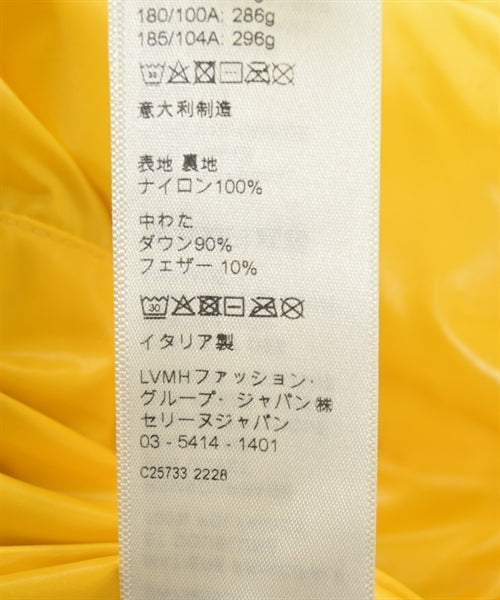 180/100A: 286g
185/104A: 296g
意大利制造
表地 裏地
ナイロン100%
中わた
ダウン90%
フェザー 10%
30
イタリア製
LVMHファッション・
グループ・ジャパン㈱
セリーヌジャパン
03 - 5414 - 1401
C25733 2228